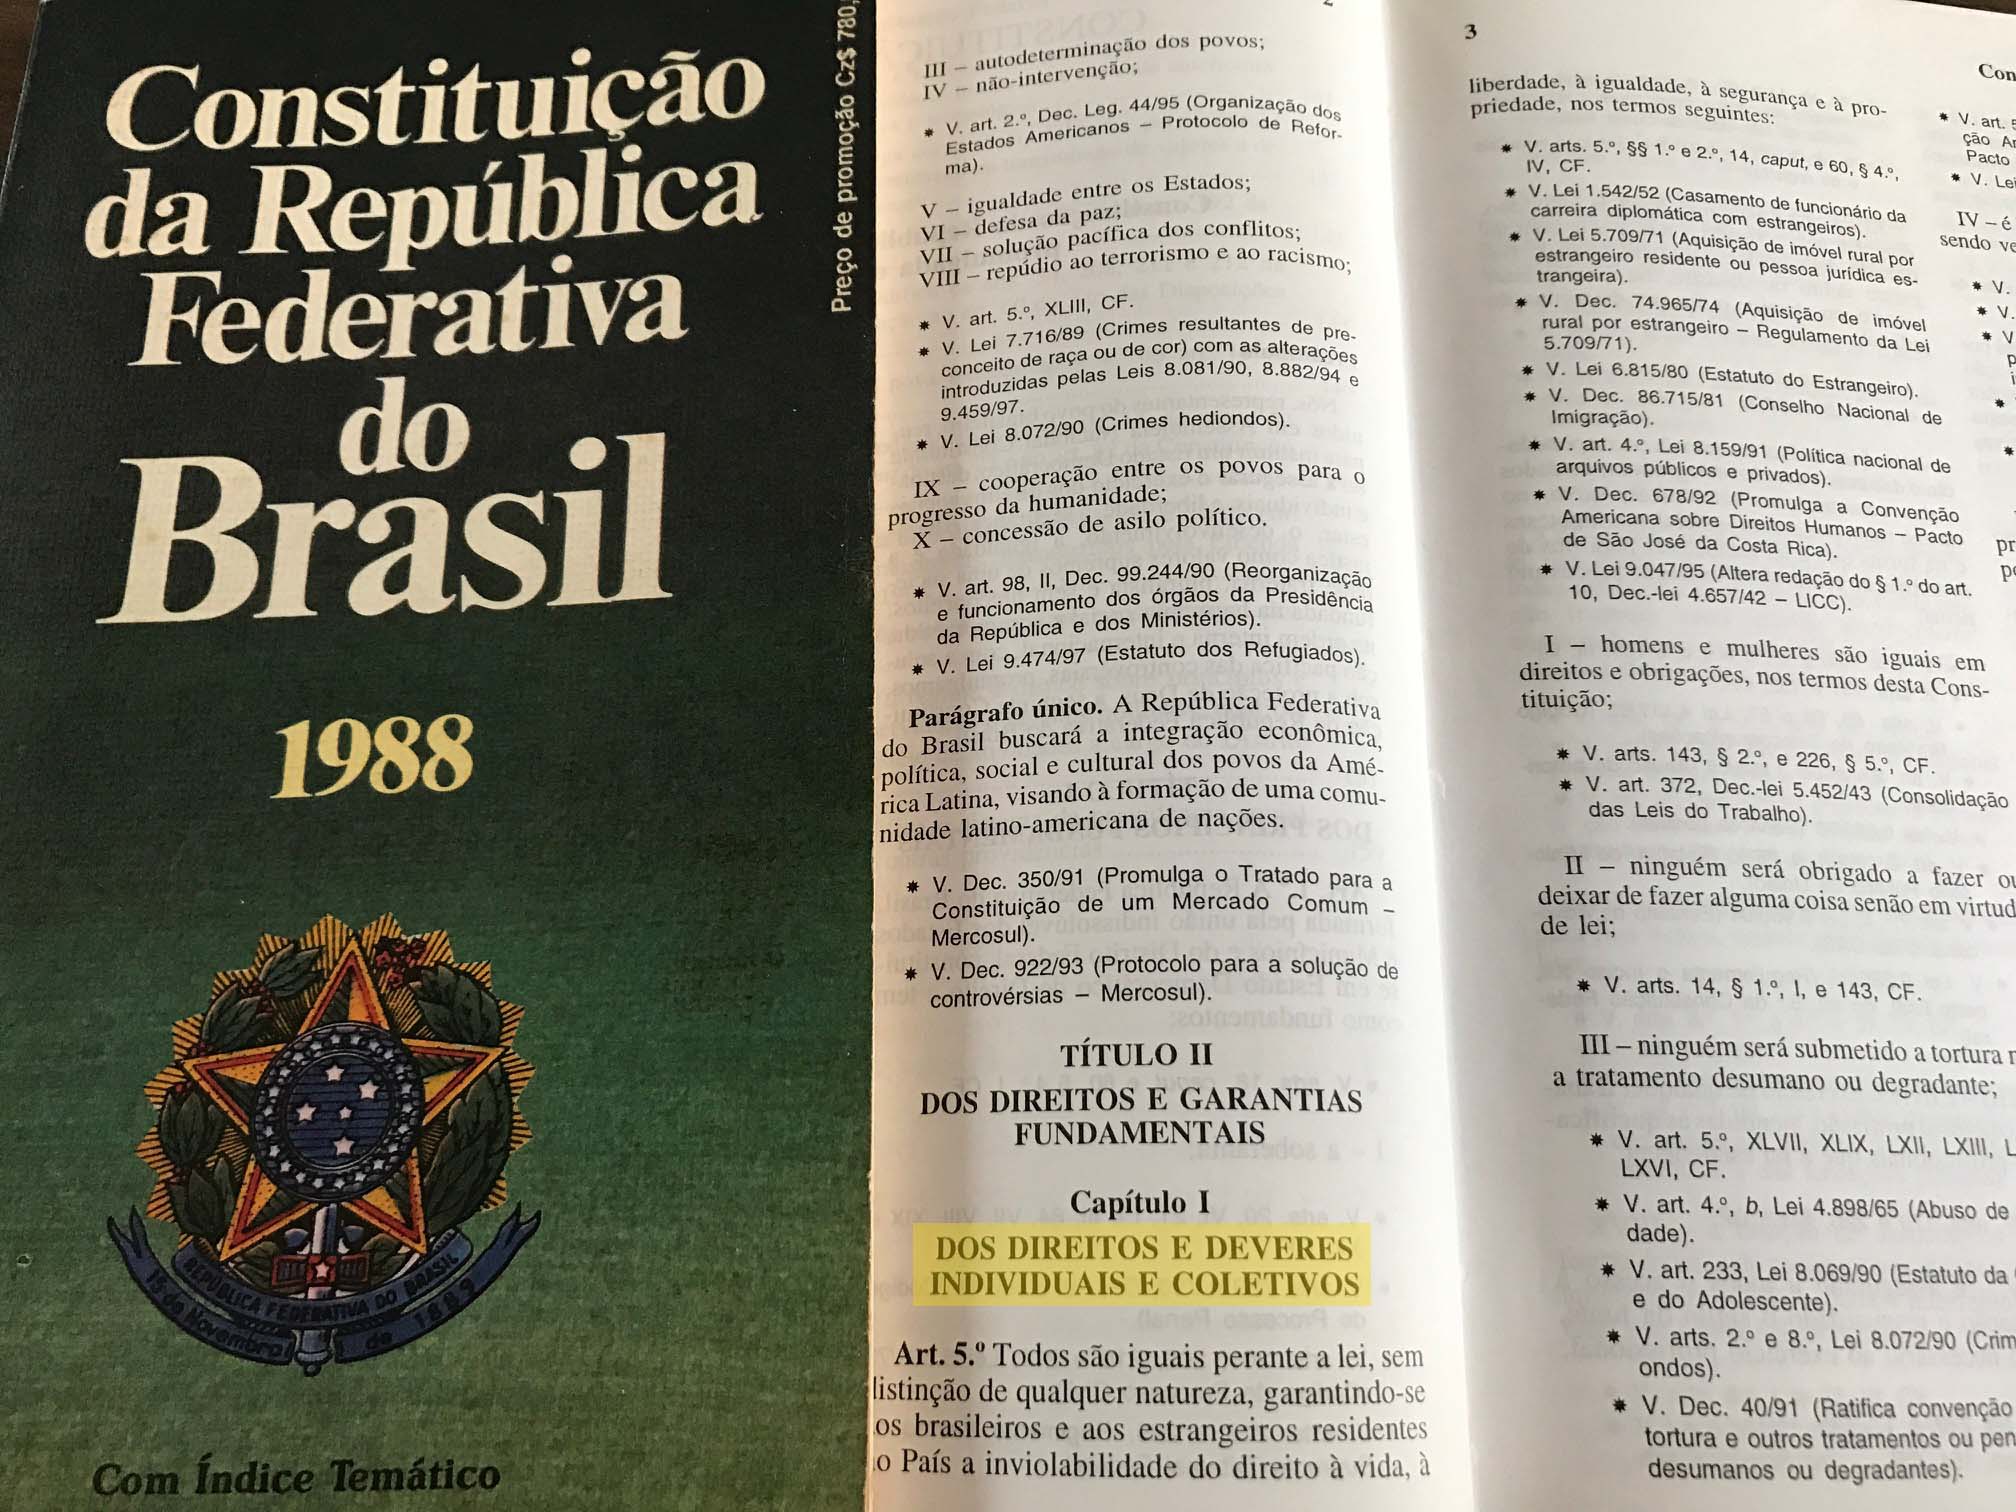 Constituição
da República
Federativa
do
Brasil
1988
REPÚBLICA FEDERATIVA DO BRASIL
15 de Novembro
de 1889
Com Índice Temático
Preço de promoção Cz$ 780,
2
III – autodeterminação dos povos;
IV – não-intervenção;
* V. art. 2.º, Dec. Leg. 44/95 (Organização dos
Estados Americanos – Protocolo de Refor-
ma).
V – igualdade entre os Estados;
VI – defesa da paz;
VII – solução pacífica dos conflitos;
VIII – repúdio ao terrorismo e ao racismo;
* V. art. 5.º, XLIII, CF.
* V. Lei 7.716/89 (Crimes resultantes de pre-
conceito de raça ou de cor) com as alterações
introduzidas pelas Leis 8.081/90, 8.882/94 e
9.459/97.
* V. Lei 8.072/90 (Crimes hediondos).
IX – cooperação entre os povos para o
progresso da humanidade;
X – concessão de asilo político.
* V. art. 98, II, Dec. 99.244/90 (Reorganização
e funcionamento dos órgãos da Presidência
da República e dos Ministérios).
* V. Lei 9.474/97 (Estatuto dos Refugiados).
Parágrafo único. A República Federativa
do Brasil buscará a integração econômica,
política, social e cultural dos povos da Amé-
rica Latina, visando à formação de uma comu-
nidade latino-americana de nações.
* V. Dec. 350/91 (Promulga o Tratado para a
Constituição de um Mercado Comum –
Mercosul).
* V. Dec. 922/93 (Protocolo para a solução de
controvérsias – Mercosul).
TÍTULO II
DOS DIREITOS E GARANTIAS
FUNDAMENTAIS
Capítulo I
DOS DIREITOS E DEVERES
INDIVIDUAIS E COLETIVOS
Art. 5.º Todos são iguais perante a lei, sem
distinção de qualquer natureza, garantindo-se
os brasileiros e aos estrangeiros residentes
o País a inviolabilidade do direito à vida, à
3
liberdade, à igualdade, à segurança e à pro-
priedade, nos termos seguintes:
* V. arts. 5.º, §§ 1.º e 2.º, 14, caput, e 60, § 4.º,
IV, CF.
* V. Lei 1.542/52 (Casamento de funcionário da
carreira diplomática com estrangeiros).
* V. Lei 5.709/71 (Aquisição de imóvel rural por
estrangeiro residente ou pessoa jurídica es-
trangeira).
* V. Dec. 74.965/74 (Aquisição de imóvel
rural por estrangeiro – Regulamento da Lei
5.709/71).
* V. Lei 6.815/80 (Estatuto do Estrangeiro).
* V. Dec. 86.715/81 (Conselho Nacional de
Imigração).
* V. art. 4.º, Lei 8.159/91 (Política nacional de
arquivos públicos e privados).
* V. Dec. 678/92 (Promulga a Convenção
Americana sobre Direitos Humanos – Pacto
de São José da Costa Rica).
* V. Lei 9.047/95 (Altera redação do § 1.º do art.
10, Dec.-lei 4.657/42 – LICC).
I – homens e mulheres são iguais em
direitos e obrigações, nos termos desta Cons-
tituição;
* V. arts. 143, § 2.º, e 226, § 5.º, CF.
* V. art. 372, Dec.-lei 5.452/43 (Consolidação
das Leis do Trabalho).
II – ninguém será obrigado a fazer ou
deixar de fazer alguma coisa senão em virtud
de lei;
* V. arts. 14, § 1.º, I, e 143, CF.
III – ninguém será submetido a tortura
a tratamento desumano ou degradante;
* V. art. 5.º, XLVII, XLIX, LXII, LXIII, L
LXVI, CF.
* V. art. 4.º, b, Lei 4.898/65 (Abuso de
dade).
* V. art. 233, Lei 8.069/90 (Estatuto da
e do Adolescente).
* V. arts. 2.º e 8.º, Lei 8.072/90 (Crim
ondos).
* V. Dec. 40/91 (Ratifica convenção
tortura e outros tratamentos ou pen
desumanos ou degradantes).
Con
* V. art. 5
ção A
Pacto
* V. Lei
IV – é
sendo ve
* V.
* V.
* V